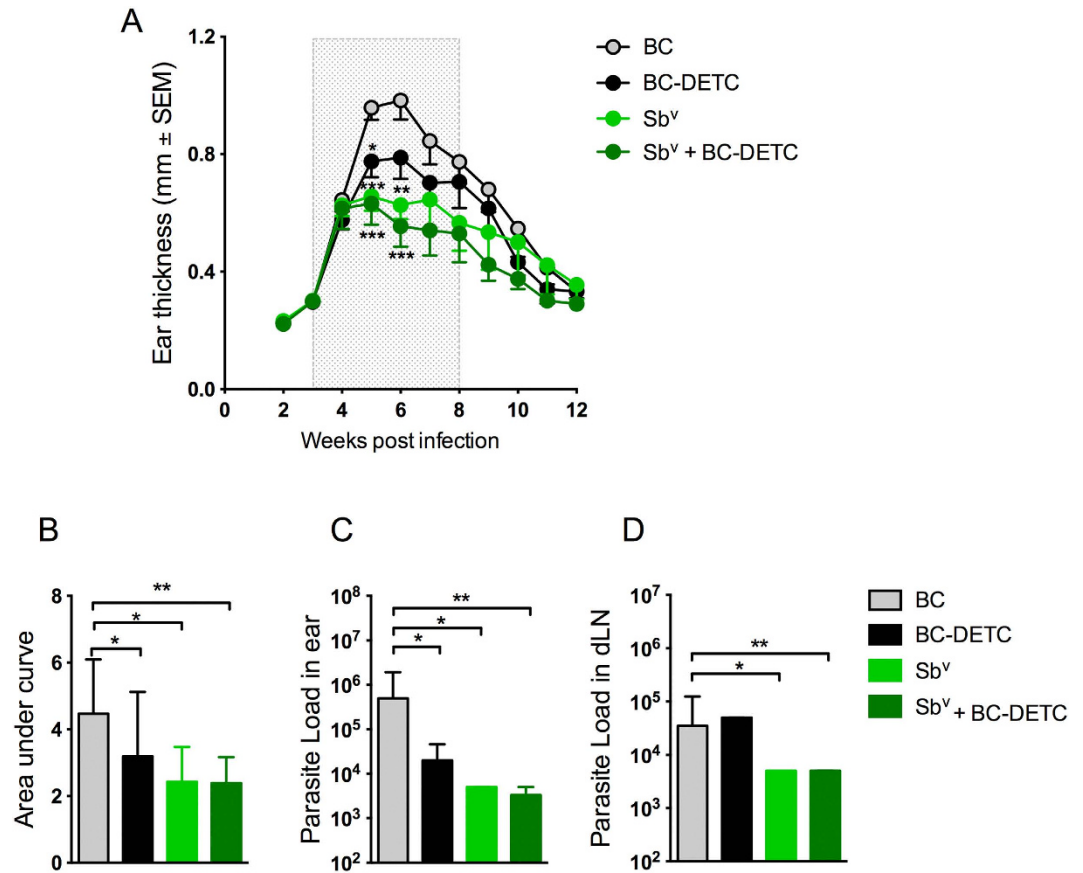 A
Ear thickness (mm ± SEM)
1.2
0.8
0.4
0.0
0 2 4 6 8 10 12
Weeks post infection
*
***
**
***
***
BC
BC-DETC
Sbᵛ
Sbᵛ + BC-DETC
B
Area under curve
8
6
4
2
0
**
*
*
C
Parasite Load in ear
10⁸
10⁷
10⁶
10⁵
10⁴
10³
10²
**
*
*
D
Parasite Load in dLN
10⁷
10⁶
10⁵
10⁴
10³
10²
**
*
BC
BC-DETC
Sbᵛ
Sbᵛ + BC-DETC